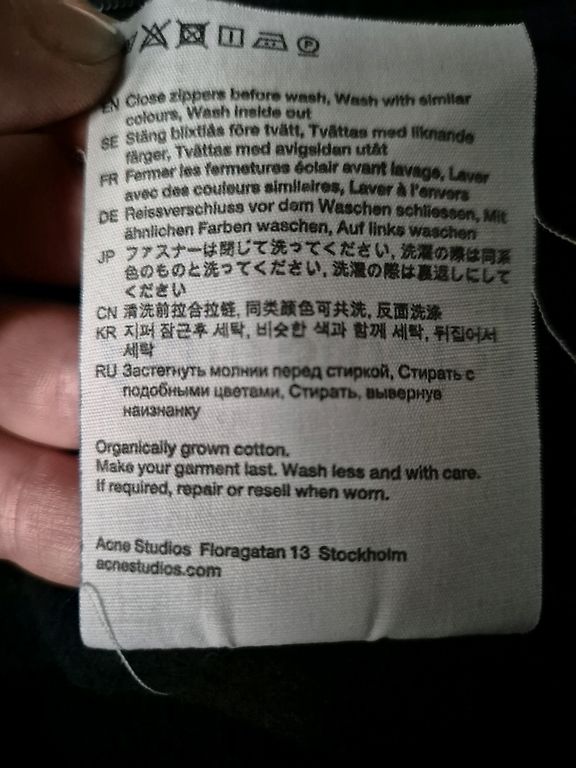 P
EN Close zippers before wash, Wash with similar
colours, Wash inside out
SE Stäng blixtlås före tvätt, Tvättas med liknande
färger, Tvättas med avigsidan utåt
FR Fermer les fermetures éclair avant lavage, Laver
avec des couleurs similaires, Laver à l'envers
DE Reissverschluss vor dem Waschen schliessen, Mit
ähnlichen Farben waschen, Auf links waschen
JP ファスナーは閉じて洗ってください, 洗濯の際は同系
色のものと洗ってください, 洗濯の際は裏返しにして
ください
CN 清洗前拉合拉链, 同类颜色可共洗, 反面洗涤
KR 지퍼 잠근후 세탁, 비슷한 색과 함께 세탁, 뒤집어서
세탁
RU Застегнуть молнии перед стиркой, Стирать с
подобными цветами, Стирать, вывернув
наизнанку
Organically grown cotton.
Make your garment last. Wash less and with care.
If required, repair or resell when worn.
Acne Studios Floragatan 13 Stockholm
acnestudios.com